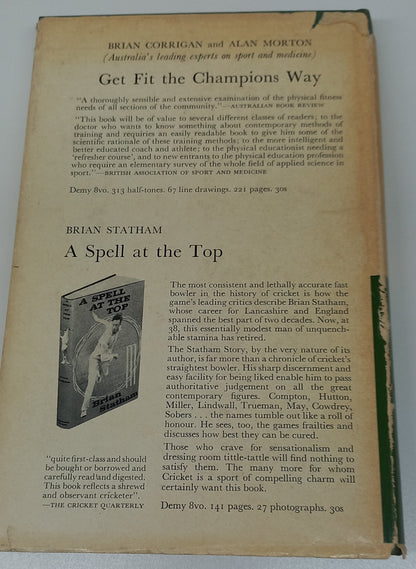 BRIAN CORRIGAN and ALAN MORTON
(Australia's leading experts on sport and medicine)
Get Fit the Champions Way
"A thoroughly sensible and extensive examination of the physical fitness
needs of all sections of the community."—AUSTRALIAN BOOK REVIEW
"This book will be of value to several different classes of readers; to the
doctor who wants to know something about contemporary methods of
training and requires an easily readable book to give him some of the
scientific rationale of these training methods; to the more intelligent and
better educated coach and athlete; to the physical educationist needing a
'refresher course', and to new entrants to the physical education profession
who require an elementary survey of the whole field of applied science in
sport."—BRITISH ASSOCIATION OF SPORT AND MEDICINE
Demy 8vo. 313 half-tones. 67 line drawings. 221 pages. 30s
BRIAN STATHAM
A Spell at the Top
A SPELL
AT THE
TOP
Brian
Statham
The most consistent and lethally accurate fast
bowler in the history of cricket is how the
game's leading critics describe Brian Statham,
whose career for Lancashire and England
spanned the best part of two decades. Now, at
38, this essentially modest man of unquench-
able stamina has retired.
The Statham Story, by the very nature of its
author, is far more than a chronicle of cricket's
straightest bowler. His sharp discernment and
easy facility for being liked enable him to pass
authoritative judgement on all the great
contemporary figures. Compton, Hutton,
Miller, Lindwall, Trueman, May, Cowdrey,
Sobers . . . the names tumble out like a roll of
honour. He sees, too, the games frailties and
discusses how best they can be cured.
Those who crave for sensationalism and
dressing room tittle-tattle will find nothing to
satisfy them. The many more for whom
Cricket is a sport of compelling charm will
certainly want this book.
Demy 8vo. 141 pages. 27 photographs. 30s
"quite first-class and should
be bought or borrowed and
carefully read and digested.
This book reflects a shrewd
and observant cricketer".
—THE CRICKET QUARTERLY